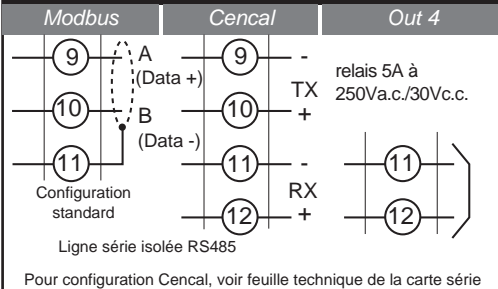 Modbus Cencal Out 4
9 A 9 -
(Data +) TX relais 5A à
250Va.c./30Vc.c.
10 B 10 +
(Data -)
11 11 - 11
Configuration RX
standard 12 + 12
Ligne série isolée RS485
Pour configuration Cencal, voir feuille technique de la carte série